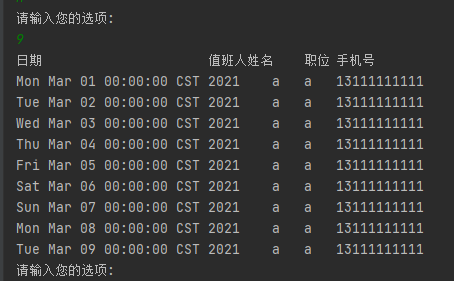 请输入您的选项:
9
日期 值班人姓名 职位 手机号
Mon Mar 01 00:00:00 CST 2021 a a 13111111111
Tue Mar 02 00:00:00 CST 2021 a a 13111111111
Wed Mar 03 00:00:00 CST 2021 a a 13111111111
Thu Mar 04 00:00:00 CST 2021 a a 13111111111
Fri Mar 05 00:00:00 CST 2021 a a 13111111111
Sat Mar 06 00:00:00 CST 2021 a a 13111111111
Sun Mar 07 00:00:00 CST 2021 a a 13111111111
Mon Mar 08 00:00:00 CST 2021 a a 13111111111
Tue Mar 09 00:00:00 CST 2021 a a 13111111111
请输入您的选项: